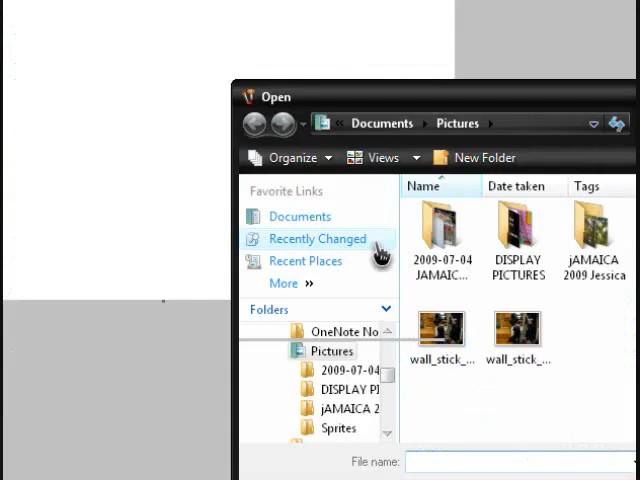 Open
Documents Pictures
Organize Views New Folder
Favorite Links
Documents
Recently Changed
Recent Places
More
Folders
OneNote No
Pictures
2009-07-04
DISPLAY PI
jAMAICA 2
Sprites
Name Date taken Tags
2009-07-04 JAMAIC...
DISPLAY PICTURES
jAMAICA 2009 Jessica
wall_stick_... wall_stick_...
File name: